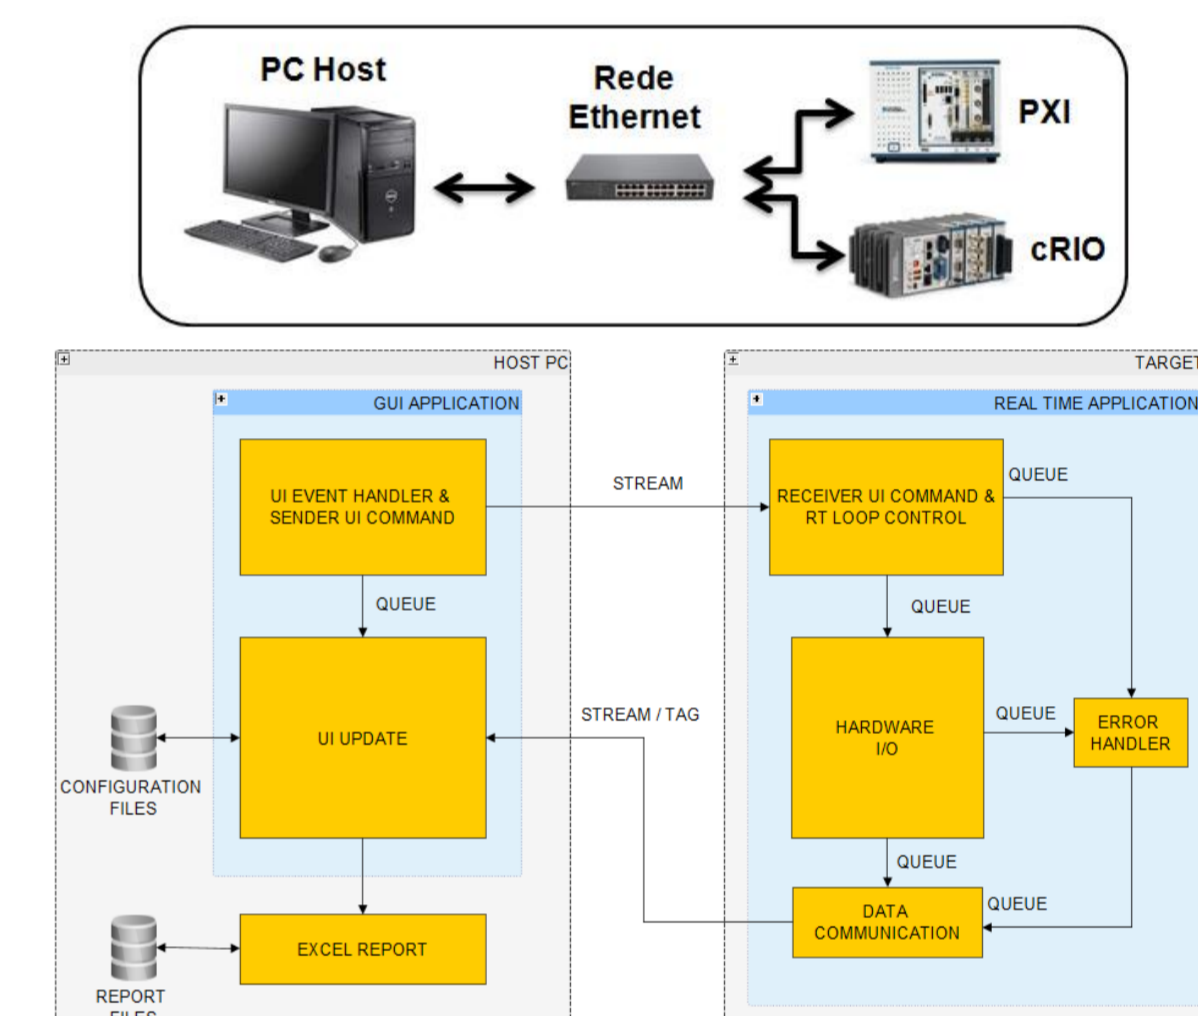 PC Host
Rede
Ethernet
PXI
cRIO
HOST PC
TARGET
GUI APPLICATION
REAL TIME APPLICATION
UI EVENT HANDLER &
SENDER UI COMMAND
STREAM
RECEIVER UI COMMAND &
RT LOOP CONTROL
QUEUE
QUEUE
QUEUE
UI UPDATE
STREAM / TAG
HARDWARE
I/O
QUEUE
ERROR
HANDLER
CONFIGURATION
FILES
QUEUE
DATA
COMMUNICATION
QUEUE
EXCEL REPORT
REPORT
FILES